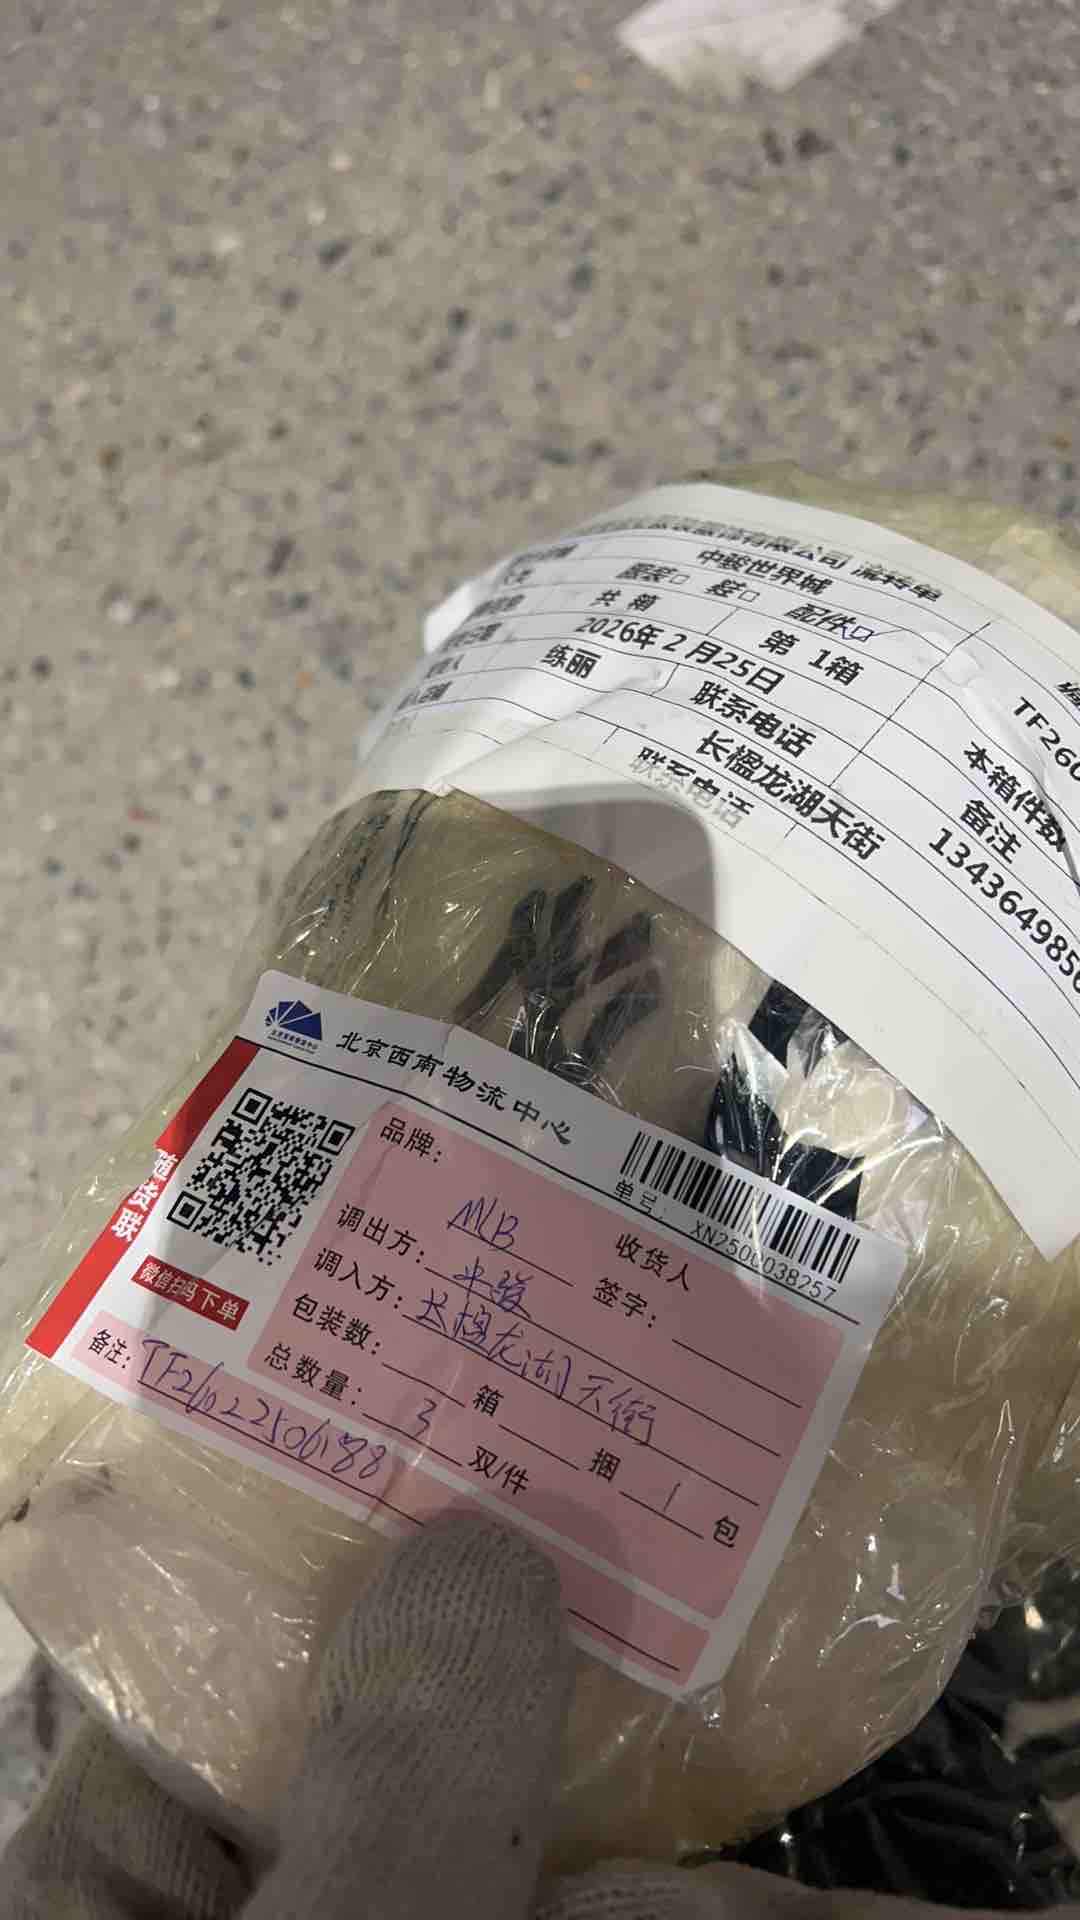 有限公司 流转单
中骏世界城
服装□ 鞋□ 配件☑
共 箱 第 1箱
TF260
2026年 2月25日
本箱件数
练丽 联系电话
备注
长楹龙湖天街
1343649856
联系电话
北京西南物流中心
随货联
微信扫码下单
单号: XN2500038257
品牌: MLB
收货人
签字:
调出方: 中骏
调入方: 长楹龙湖天街
包装数: 箱 捆 1 包
总数量: 3 双/件
备注: TF26022506188